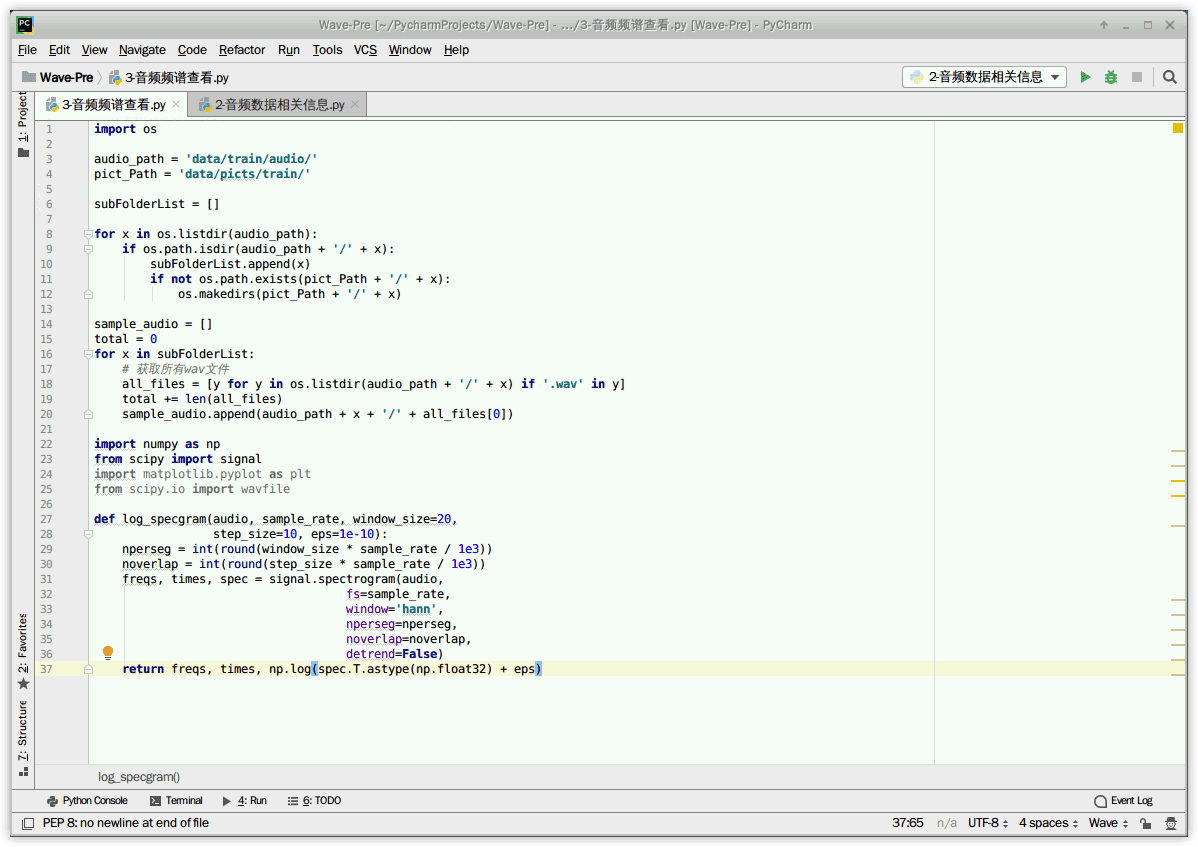 PC
Wave-Pre [~/PycharmProjects/Wave-Pre] - .../3-音频频谱查看.py [Wave-Pre] - PyCharm
File Edit View Navigate Code Refactor Run Tools VCS Window Help
Wave-Pre 3-音频频谱查看.py 2-音频数据相关信息
3-音频频谱查看.py 2-音频数据相关信息.py
1: Project
1 import os
2
3 audio_path = 'data/train/audio/'
4 pict_Path = 'data/picts/train/'
5
6 subFolderList = []
7
8 for x in os.listdir(audio_path):
9     if os.path.isdir(audio_path + '/' + x):
10         subFolderList.append(x)
11         if not os.path.exists(pict_Path + '/' + x):
12             os.makedirs(pict_Path + '/' + x)
13
14 sample_audio = []
15 total = 0
16 for x in subFolderList:
17     # 获取所有wav文件
18     all_files = [y for y in os.listdir(audio_path + '/' + x) if '.wav' in y]
19     total += len(all_files)
20     sample_audio.append(audio_path + x + '/' + all_files[0])
21
22 import numpy as np
23 from scipy import signal
24 import matplotlib.pyplot as plt
25 from scipy.io import wavfile
26
27 def log_specgram(audio, sample_rate, window_size=20,
28                  step_size=10, eps=1e-10):
29     nperseg = int(round(window_size * sample_rate / 1e3))
30     noverlap = int(round(step_size * sample_rate / 1e3))
31     freqs, times, spec = signal.spectrogram(audio,
32                                     fs=sample_rate,
33                                     window='hann',
34                                     nperseg=nperseg,
35                                     noverlap=noverlap,
36                                     detrend=False)
37     return freqs, times, np.log(spec.T.astype(np.float32) + eps)
2: Favorites
7: Structure
log_specgram()
Python Console Terminal 4: Run 6: TODO Event Log
PEP 8: no newline at end of file 37:65 n/a UTF-8 4 spaces Wave